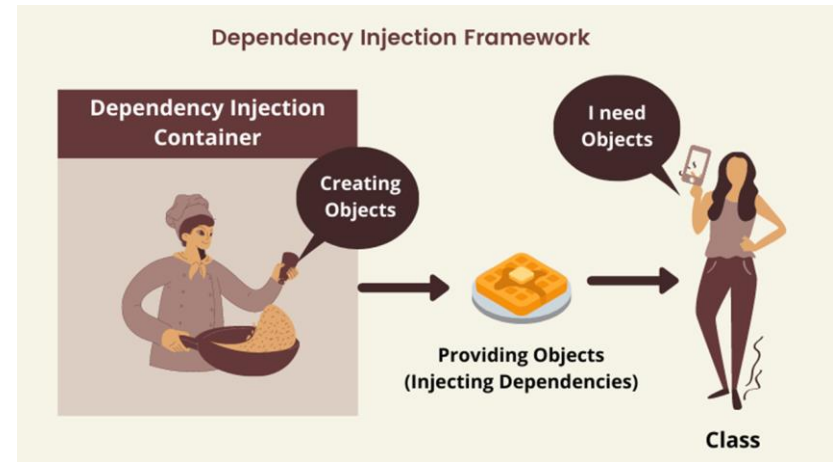 Dependency Injection Framework
Dependency Injection
Container
I need
Objects
Creating
Objects
Providing Objects
(Injecting Dependencies)
Class